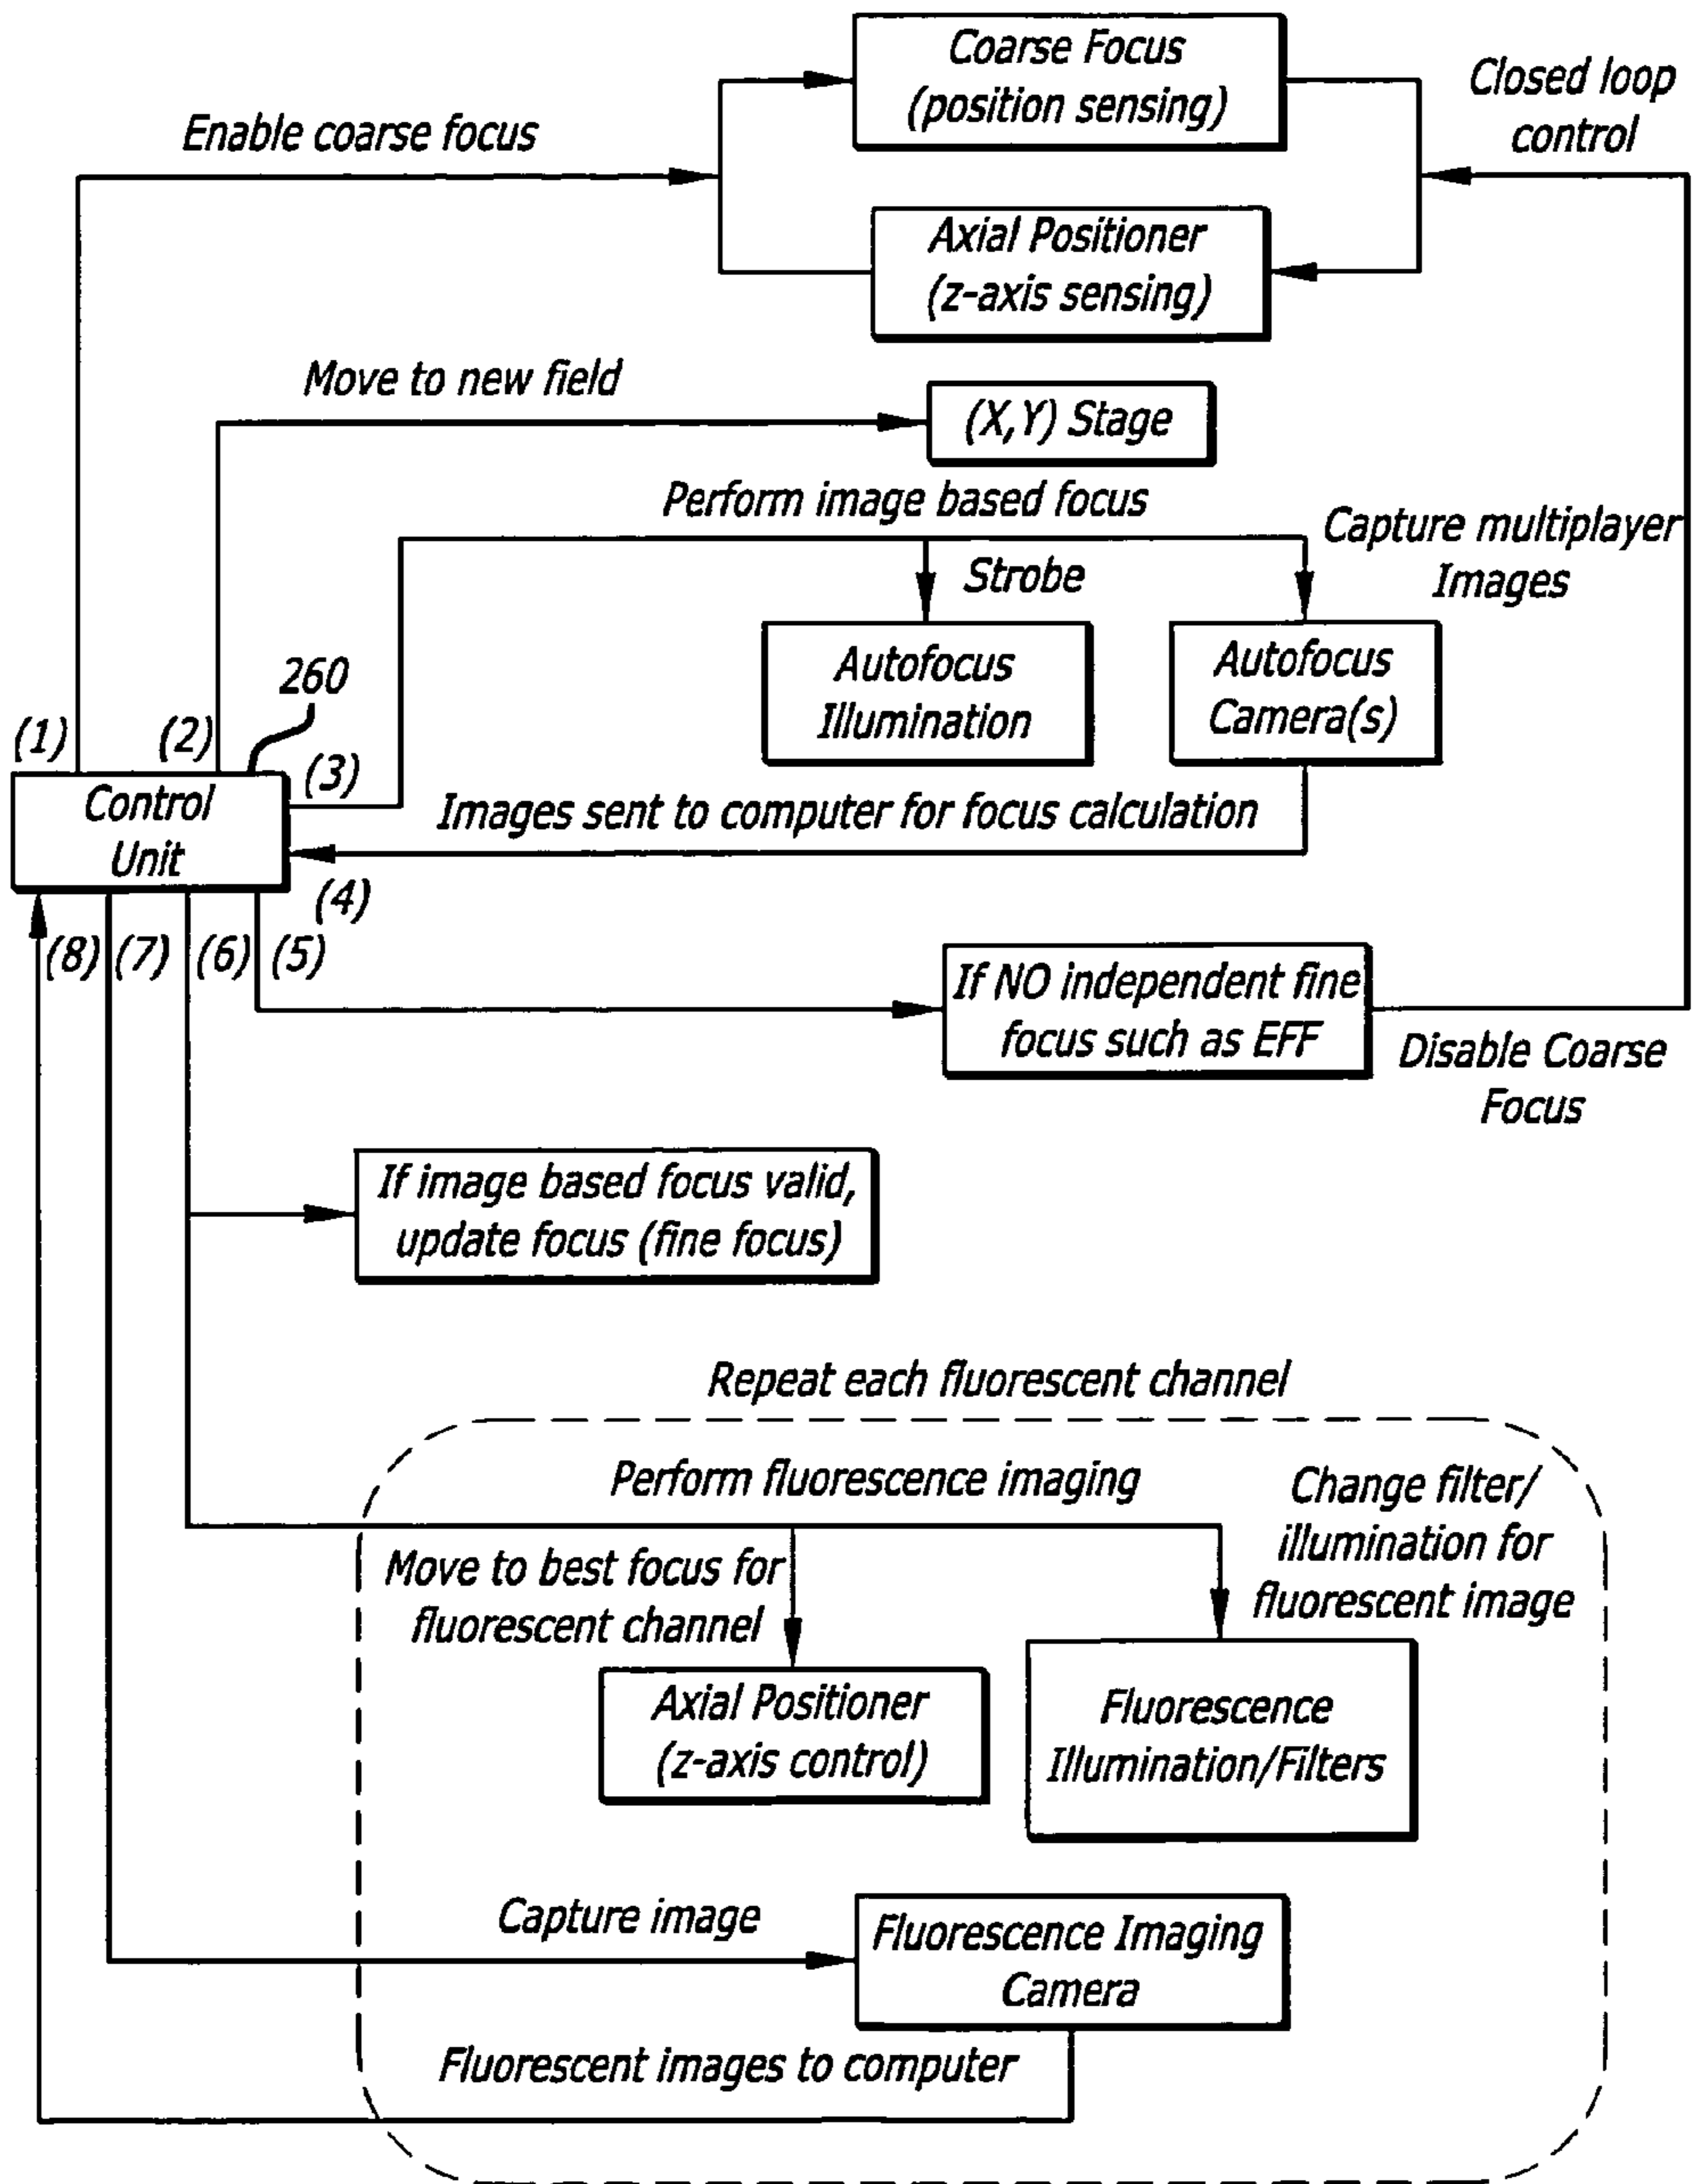 Coarse Focus
(position sensing)
Closed loop
control
Enable coarse focus
Axial Positioner
(z-axis sensing)
Move to new field
(X,Y) Stage
Perform image based focus
Capture multiplayer
Images
Strobe
Autofocus
Illumination
Autofocus
Camera(s)
260
(1)
(2)
(3)
Control
Unit
Images sent to computer for focus calculation
(4)
(8)
(7)
(6)
(5)
If NO independent fine
focus such as EFF
Disable Coarse
Focus
If image based focus valid,
update focus (fine focus)
Repeat each fluorescent channel
Perform fluorescence imaging
Change filter/
illumination for
fluorescent image
Move to best focus for
fluorescent channel
Axial Positioner
(z-axis control)
Fluorescence
Illumination/Filters
Capture image
Fluorescence Imaging
Camera
Fluorescent images to computer